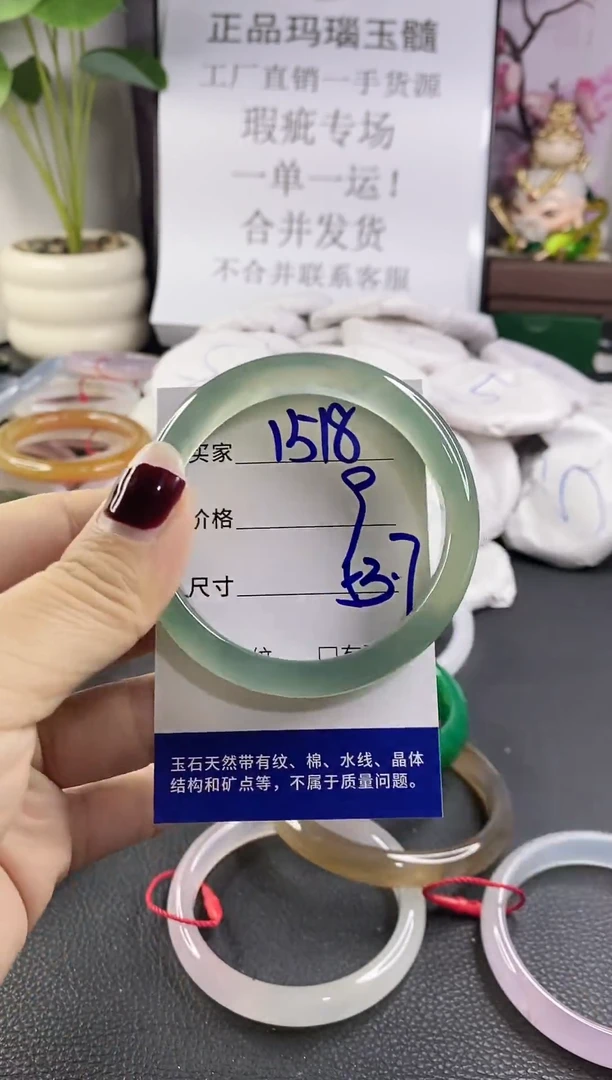 正品玛瑙玉髓
工厂直销一手货源
瑕疵专场
一单一运！
合并发货
不合并联系客服
买家 1518
价格 9
尺寸 53.7
纹 □有
玉石天然带有纹、棉、水线、晶体
结构和矿点等，不属于质量问题。
5